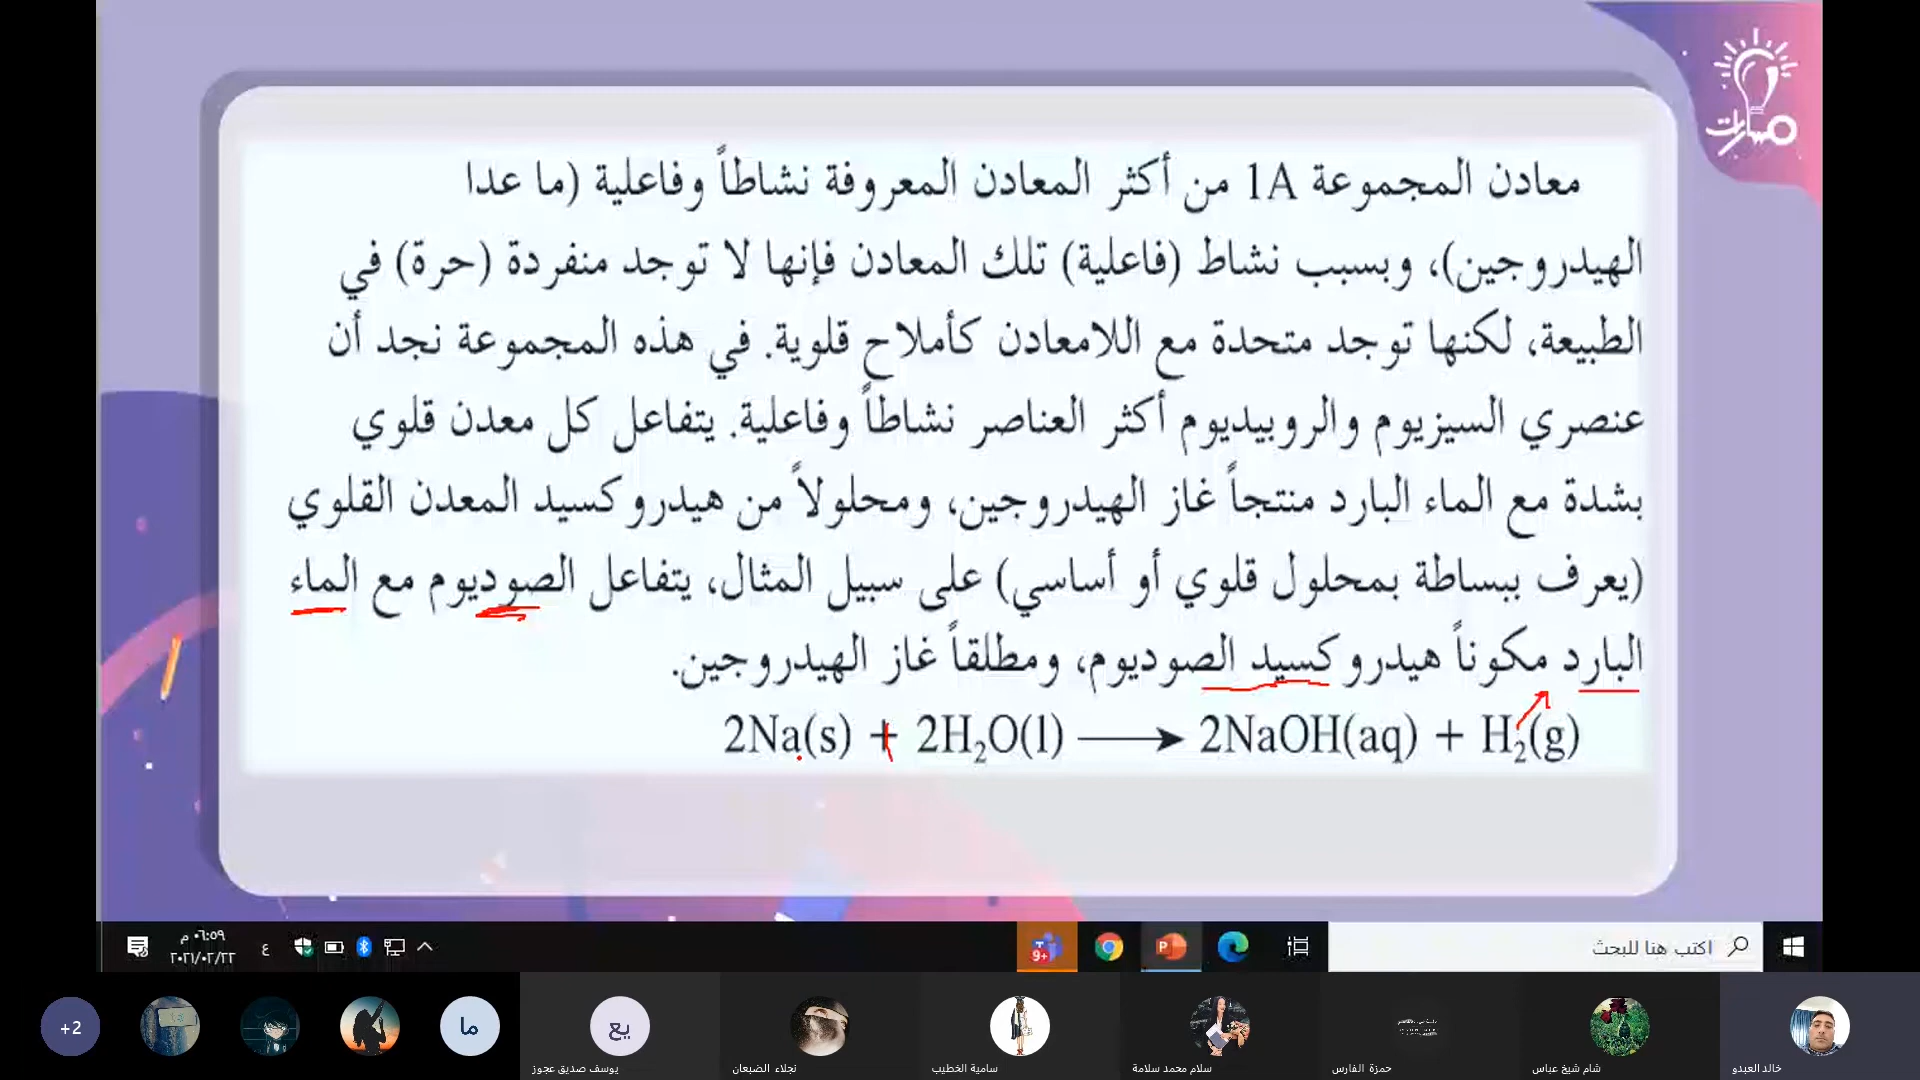 مسارات
معادن المجموعة 1A من أكثر المعادن المعروفة نشاطاً وفاعلية (ما عدا
الهيدروجين)، وبسبب نشاط (فاعلية) تلك المعادن فإنها لا توجد منفردة (حرة) في
الطبيعة، لكنها توجد متحدة مع اللامعادن كأملاح قلوية. في هذه المجموعة نجد أن
عنصري السيزيوم والروبيديوم أكثر العناصر نشاطاً وفاعلية. يتفاعل كل معدن قلوي
بشدة مع الماء البارد منتجاً غاز الهيدروجين، ومحلولاً من هيدروكسيد المعدن القلوي
(يعرف ببساطة بمحلول قلوي أو أساسي) على سبيل المثال، يتفاعل الصوديوم مع الماء
البارد مكوناً هيدروكسيد الصوديوم، ومطلقاً غاز الهيدروجين.
2Na(s) + 2H₂O(l) ⟶ 2NaOH(aq) + H₂(g)
اكتب هنا للبحث
9+
ع
٠٦:٥٩ م
٢٠٢١/٠٢/٢٢
+2
ما
يع
يوسف صديق عجوز
نجلاء الضبعان
سامية الخطيب
سلام محمد سلامة
حمزة الفارس
شام شيخ عباس
خالد العبدو